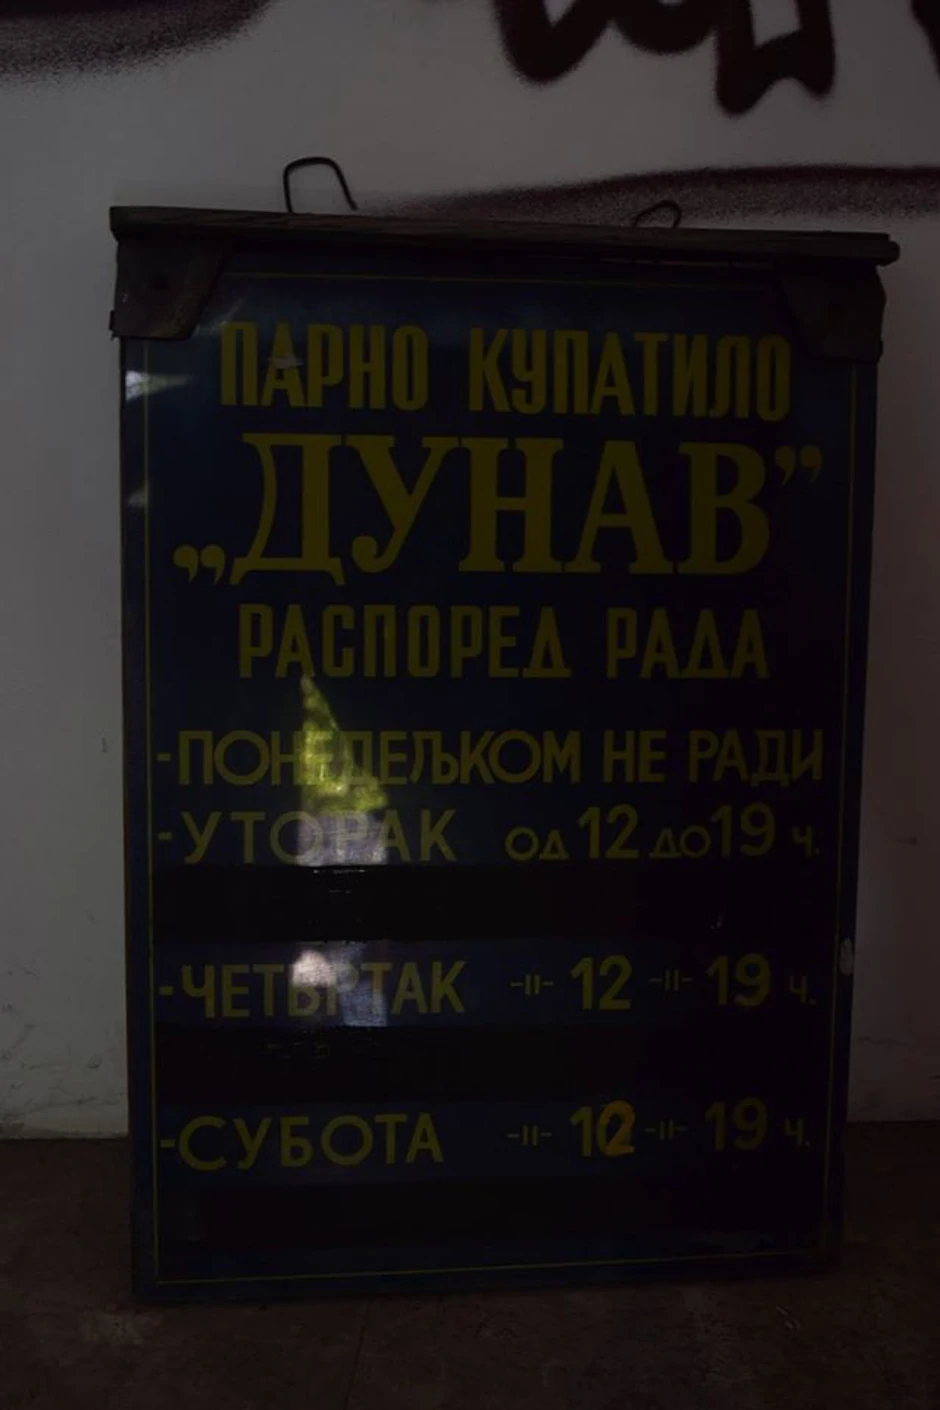 ПАРНО КУПАТИЛО
„ДУНАВ”
РАСПОРЕД РАДА
-ПОНЕДЕЉКОМ НЕ РАДИ
-УТОРАК од 12 до 19 ч.
-ЧЕТВРТАК -॥- 12 -॥- 19 ч.
-СУБОТА -॥- 12 -॥- 19 ч.